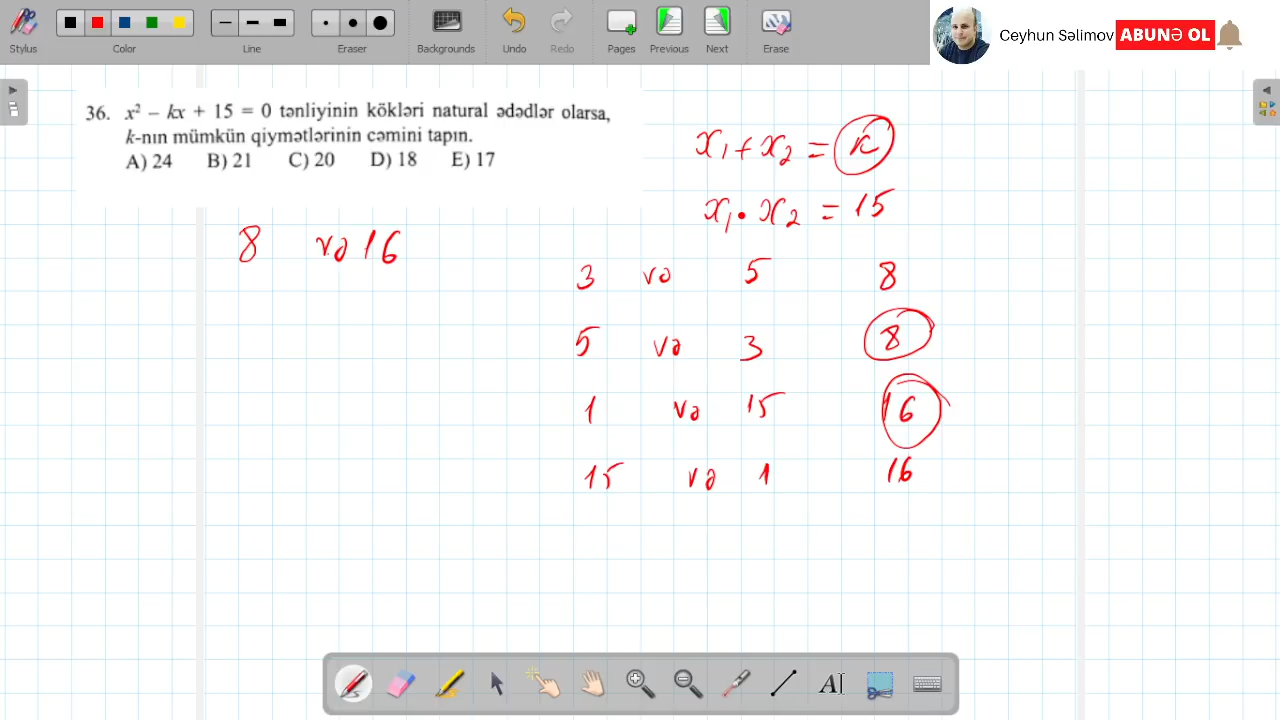 Stylus
Color
Line
Eraser
Backgrounds
Undo
Redo
Pages
Previous
Next
Erase
Ceyhun Səlimov
ABUNƏ OL
36. x² – kx + 15 = 0 tənliyinin kökləri natural ədədlər olarsa,
k-nın mümkün qiymətlərinin cəmini tapın.
A) 24 B) 21 C) 20 D) 18 E) 17
8 və 16
x₁ + x₂ = k
x₁ • x₂ = 15
3 və 5 8
5 və 3 8
1 və 15 16
15 və 1 16
A